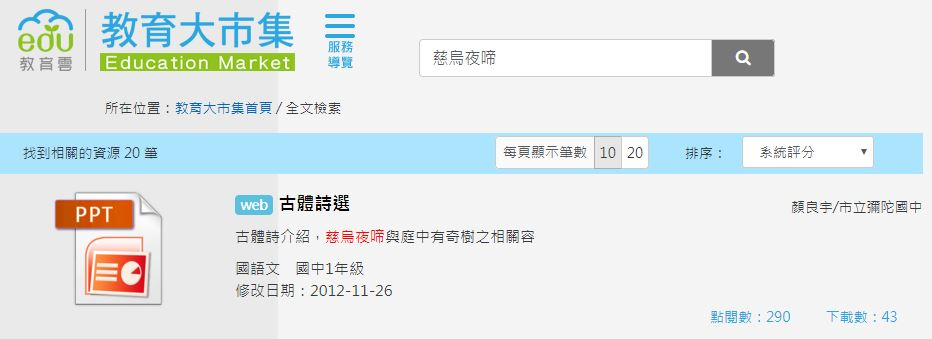 edU
教育雲
教育大市集
Education Market
服務
導覽
慈烏夜啼
所在位置：教育大市集首頁 / 全文檢索
找到相關的資源 20 筆
每頁顯示筆數 10 20
排序：
系統評分
PPT
web 古體詩選
顏良宇/市立彌陀國中
古體詩介紹，慈烏夜啼與庭中有奇樹之相關容
國語文 國中1年級
修改日期：2012-11-26
點閱數：290 下載數：43